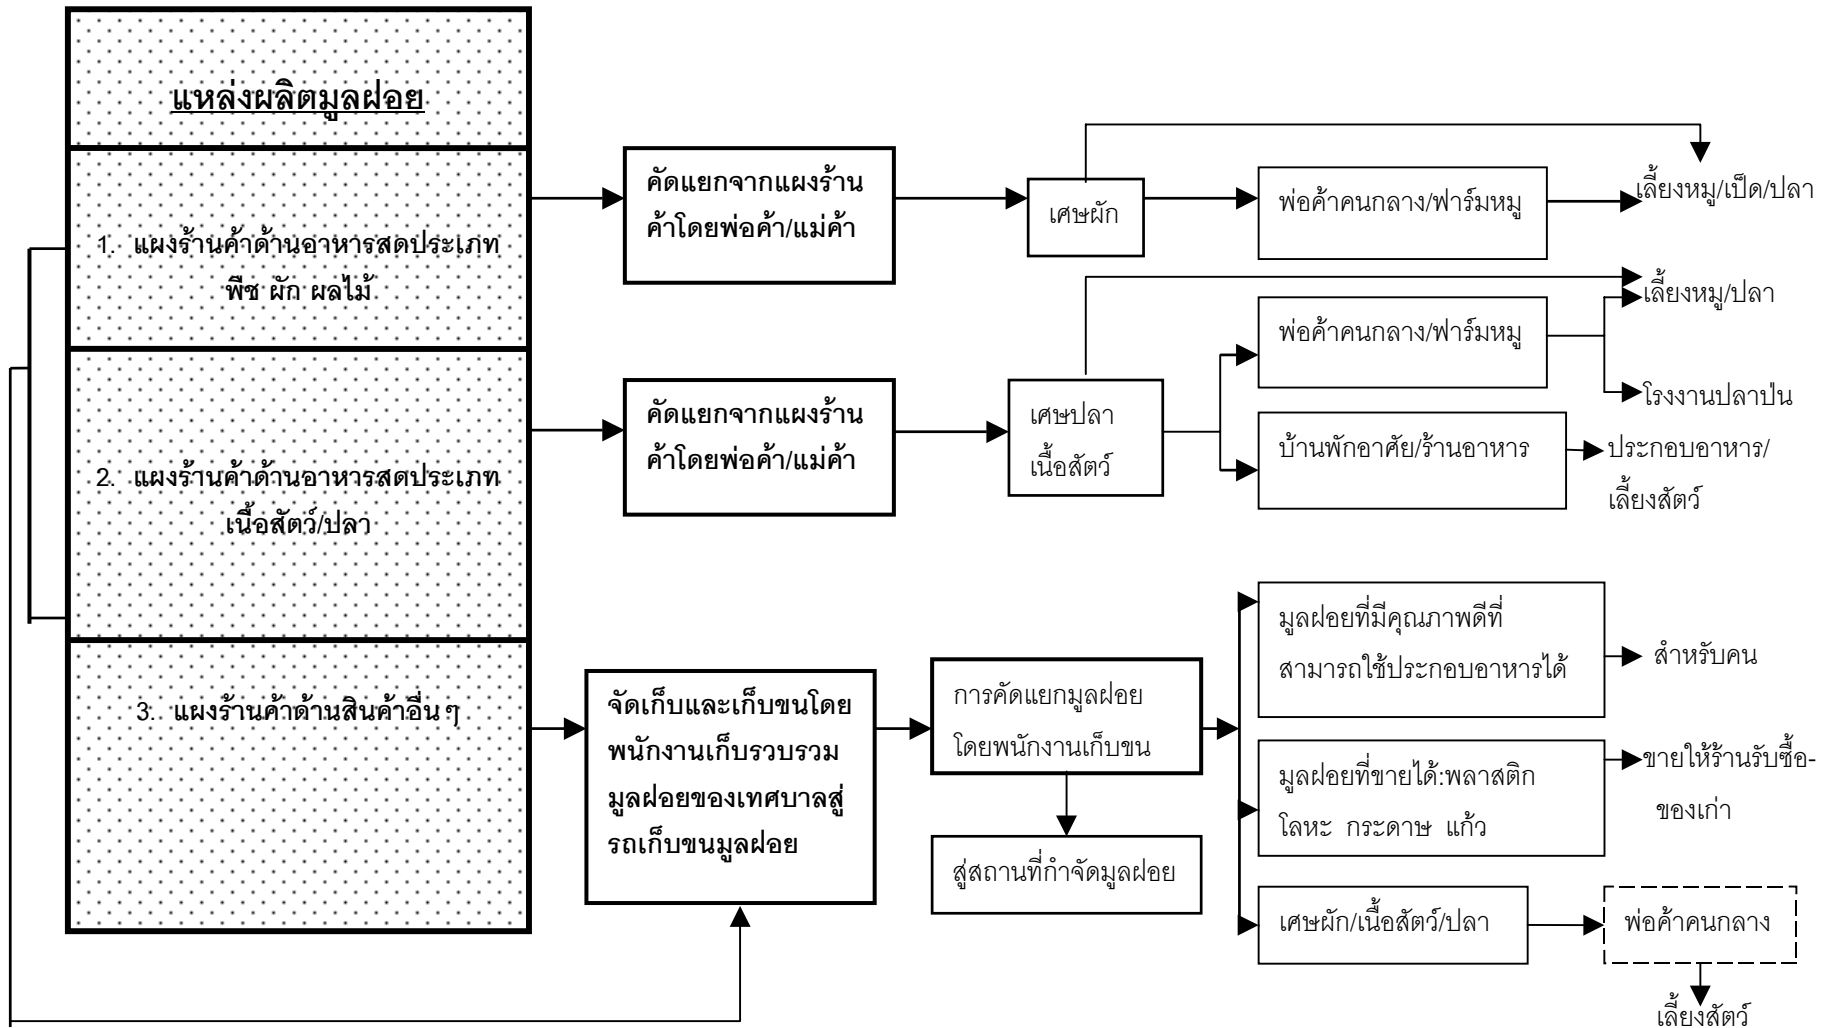 แหล่งผลิตมูลฝอย
1. แผงร้านค้าด้านอาหารสดประเภท
พืช ผัก ผลไม้
2. แผงร้านค้าด้านอาหารสดประเภท
เนื้อสัตว์/ปลา
3. แผงร้านค้าด้านสินค้าอื่นๆ
คัดแยกจากแผงร้าน
ค้าโดยพ่อค้า/แม่ค้า
เศษผัก
พ่อค้าคนกลาง/ฟาร์มหมู
เลี้ยงหมู/เป็ด/ปลา
คัดแยกจากแผงร้าน
ค้าโดยพ่อค้า/แม่ค้า
เศษปลา
เนื้อสัตว์
พ่อค้าคนกลาง/ฟาร์มหมู
เลี้ยงหมู/ปลา
โรงงานปลาป่น
บ้านพักอาศัย/ร้านอาหาร
ประกอบอาหาร/
เลี้ยงสัตว์
จัดเก็บและเก็บขนโดย
พนักงานเก็บรวบรวม
มูลฝอยของเทศบาลสู่
รถเก็บขนมูลฝอย
การคัดแยกมูลฝอย
โดยพนักงานเก็บขน
สู่สถานที่กำจัดมูลฝอย
มูลฝอยที่มีคุณภาพดีที่
สามารถใช้ประกอบอาหารได้
สำหรับคน
มูลฝอยที่ขายได้:พลาสติก
โลหะ กระดาษ แก้ว
ขายให้ร้านรับซื้อ-
ของเก่า
เศษผัก/เนื้อสัตว์/ปลา
พ่อค้าคนกลาง
เลี้ยงสัตว์